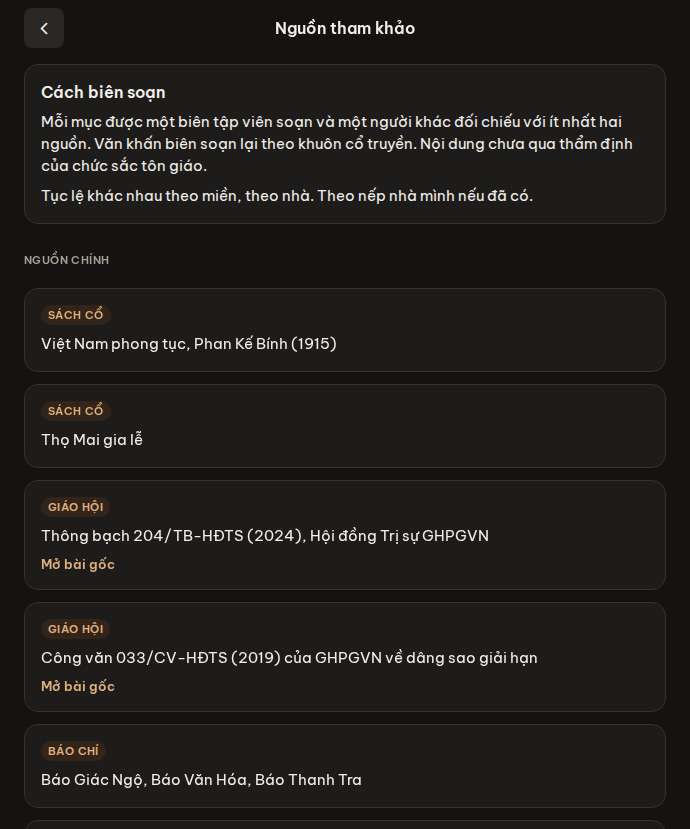 Nguồn tham khảo
Cách biên soạn
Mỗi mục được một biên tập viên soạn và một người khác đối chiếu với ít nhất hai
nguồn. Văn khấn biên soạn lại theo khuôn cổ truyền. Nội dung chưa qua thẩm định
của chức sắc tôn giáo.
Tục lệ khác nhau theo miền, theo nhà. Theo nếp nhà mình nếu đã có.
NGUỒN CHÍNH
SÁCH CỔ
Việt Nam phong tục, Phan Kế Bính (1915)
SÁCH CỔ
Thọ Mai gia lễ
GIÁO HỘI
Thông bạch 204/TB-HĐTS (2024), Hội đồng Trị sự GHPGVN
Mở bài gốc
GIÁO HỘI
Công văn 033/CV-HĐTS (2019) của GHPGVN về dâng sao giải hạn
Mở bài gốc
BÁO CHÍ
Báo Giác Ngộ, Báo Văn Hóa, Báo Thanh Tra